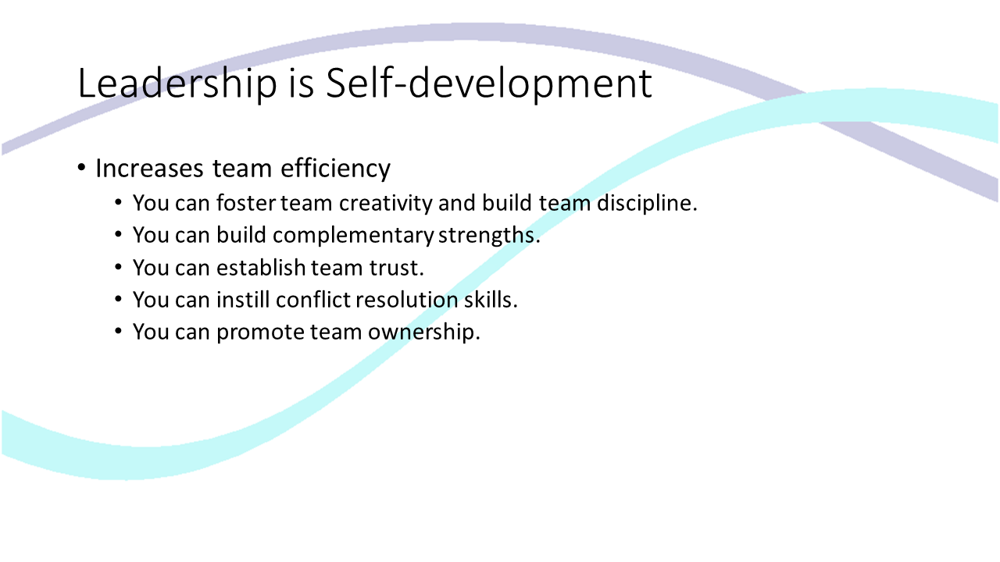 Leadership is Self-development
• Increases team efficiency
• You can foster team creativity and build team discipline.
• You can build complementary strengths.
• You can establish team trust.
• You can instill conflict resolution skills.
• You can promote team ownership.